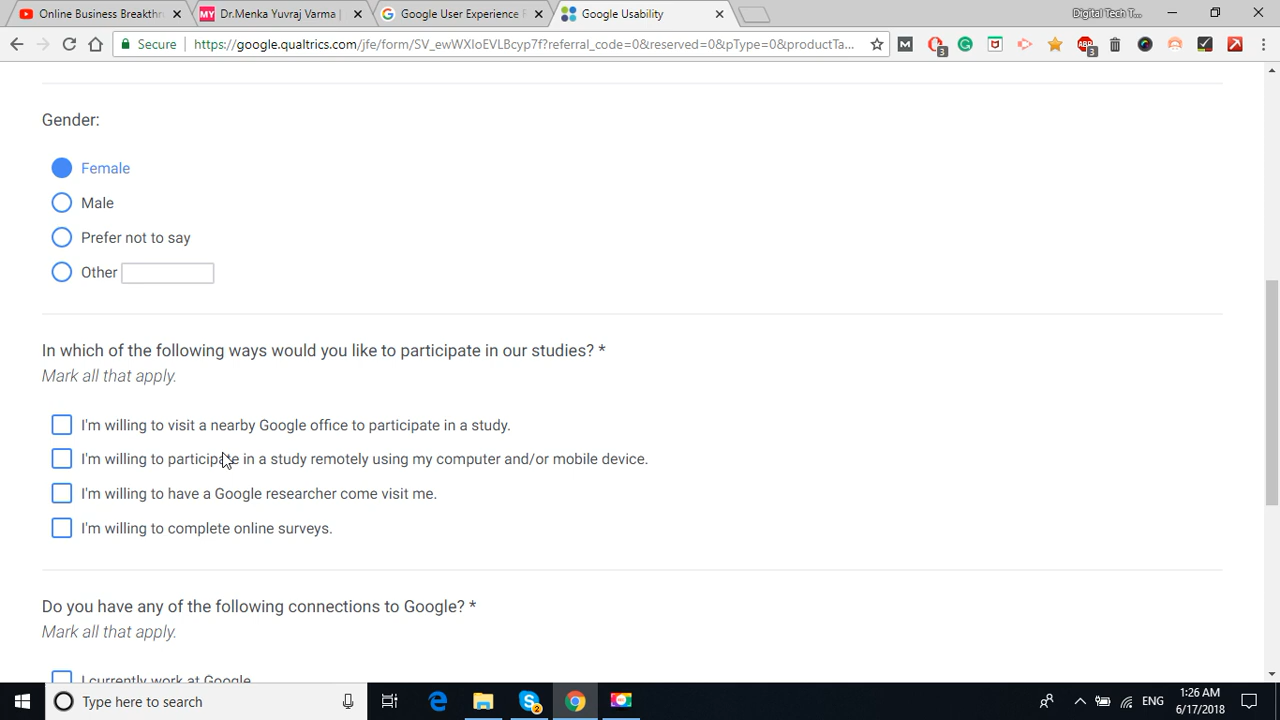 Online Business Breakthr
MY Dr.Menka Yuvraj Varma |
Google User Experience R
Google Usability
Digital Tech T...
Secure
https://google.qualtrics.com/jfe/form/SV_ewWXIoEVLBcyp7f?referral_code=0&reserved=0&pType=0&productTa...
Gender:
Female
Male
Prefer not to say
Other
In which of the following ways would you like to participate in our studies? *
Mark all that apply.
I'm willing to visit a nearby Google office to participate in a study.
I'm willing to participate in a study remotely using my computer and/or mobile device.
I'm willing to have a Google researcher come visit me.
I'm willing to complete online surveys.
Do you have any of the following connections to Google? *
Mark all that apply.
I currently work at Google
Type here to search
ENG
1:26 AM
6/17/2018